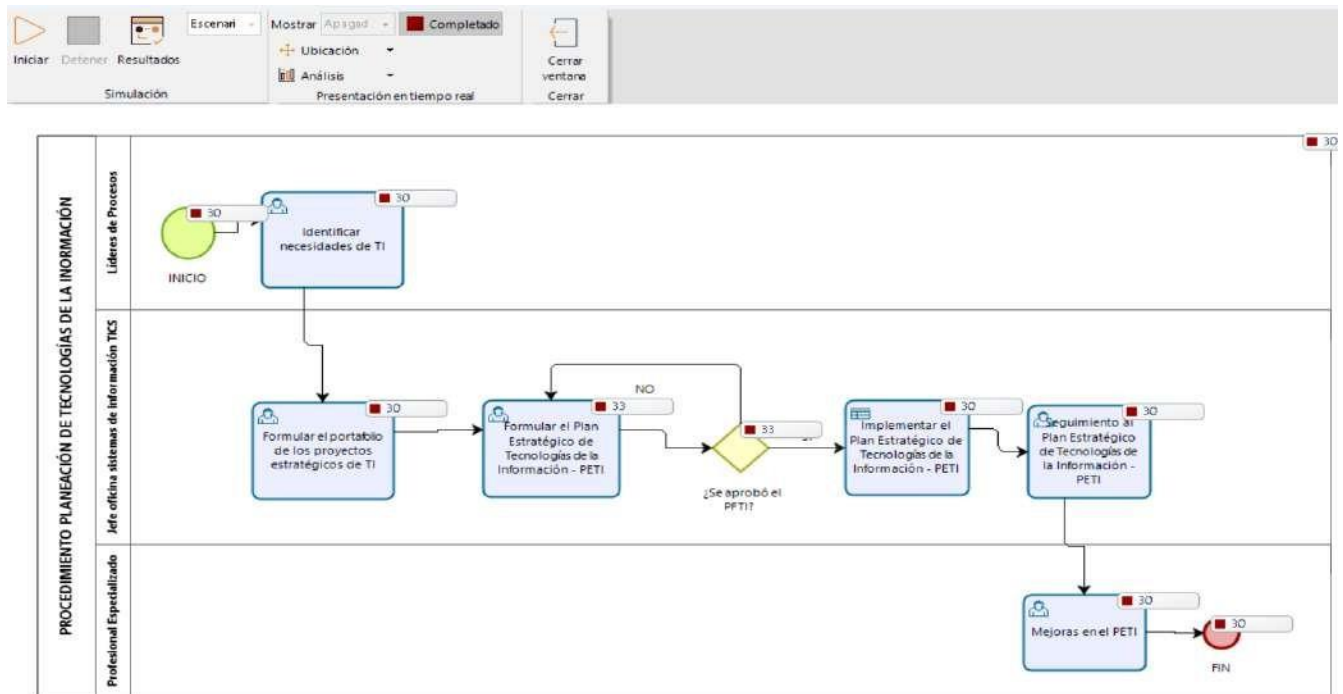 Iniciar
Detener
Resultados
Escenari
Simulación
Mostrar
Apagad
Completado
Ubicación
Análisis
Presentación en tiempo real
Cerrar
ventana
Cerrar
PROCEDIMIENTO PLANEACIÓN DE TECNOLOGÍAS DE LA INORMACIÓN
Líderes de Procesos
30
30
INICIO
30
Identificar
necesidades de TI
Jefe oficina sistemas de información TICS
30
Formular el portafolio
de los proyectos
estratégicos de TI
33
Formular el Plan
Estratégico de
Tecnologías de la
Información - PETI
NO
33
¿Se aprobó el
PETI?
30
Implementar el
Plan Estratégico de
Tecnologías de la
Información - PETI
30
Seguimiento al
Plan Estratégico
de Tecnologías de
la Información -
PETI
Profesional Especializado
30
Mejoras en el PETI
30
FIN